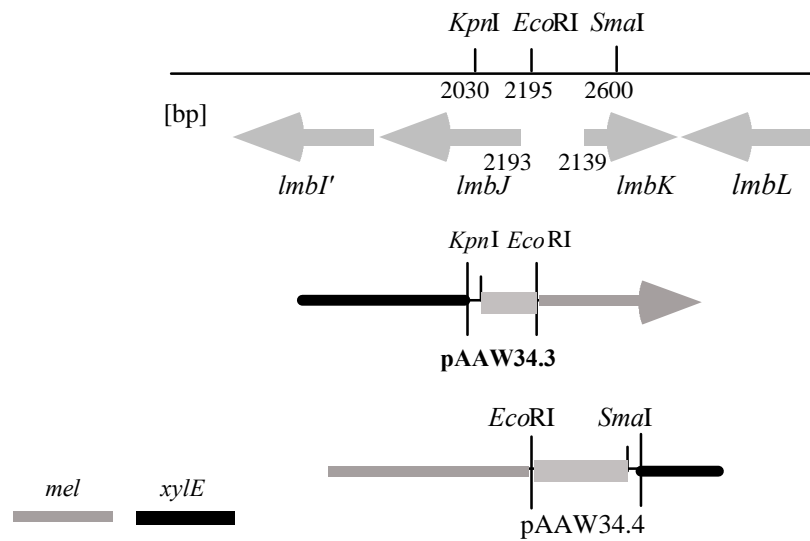 KpnI EcoRI SmaI
2030 2195 2600
[bp]
2193 2139
lmbI' lmbJ lmbK lmbL
KpnI EcoRI
pAAW34.3
EcoRI SmaI
mel xylE
pAAW34.4